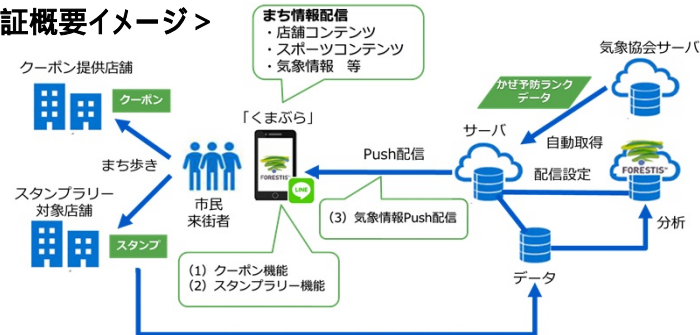 証概要イメージ>
まち情報配信
・店舗コンテンツ
・スポーツコンテンツ
・気象情報 等
気象協会サーバ
クーポン提供店舗
かぜ予防ランク
データ
クーポン
「くまぶら」
サーバ
自動取得
Push配信
まち歩き
FORESTIS
配信設定
FORESTIS
LINE
スタンプラリー
対象店舗
市民
来街者
(3)気象情報Push配信
分析
スタンプ
(1)クーポン機能
(2)スタンプラリー機能
データ